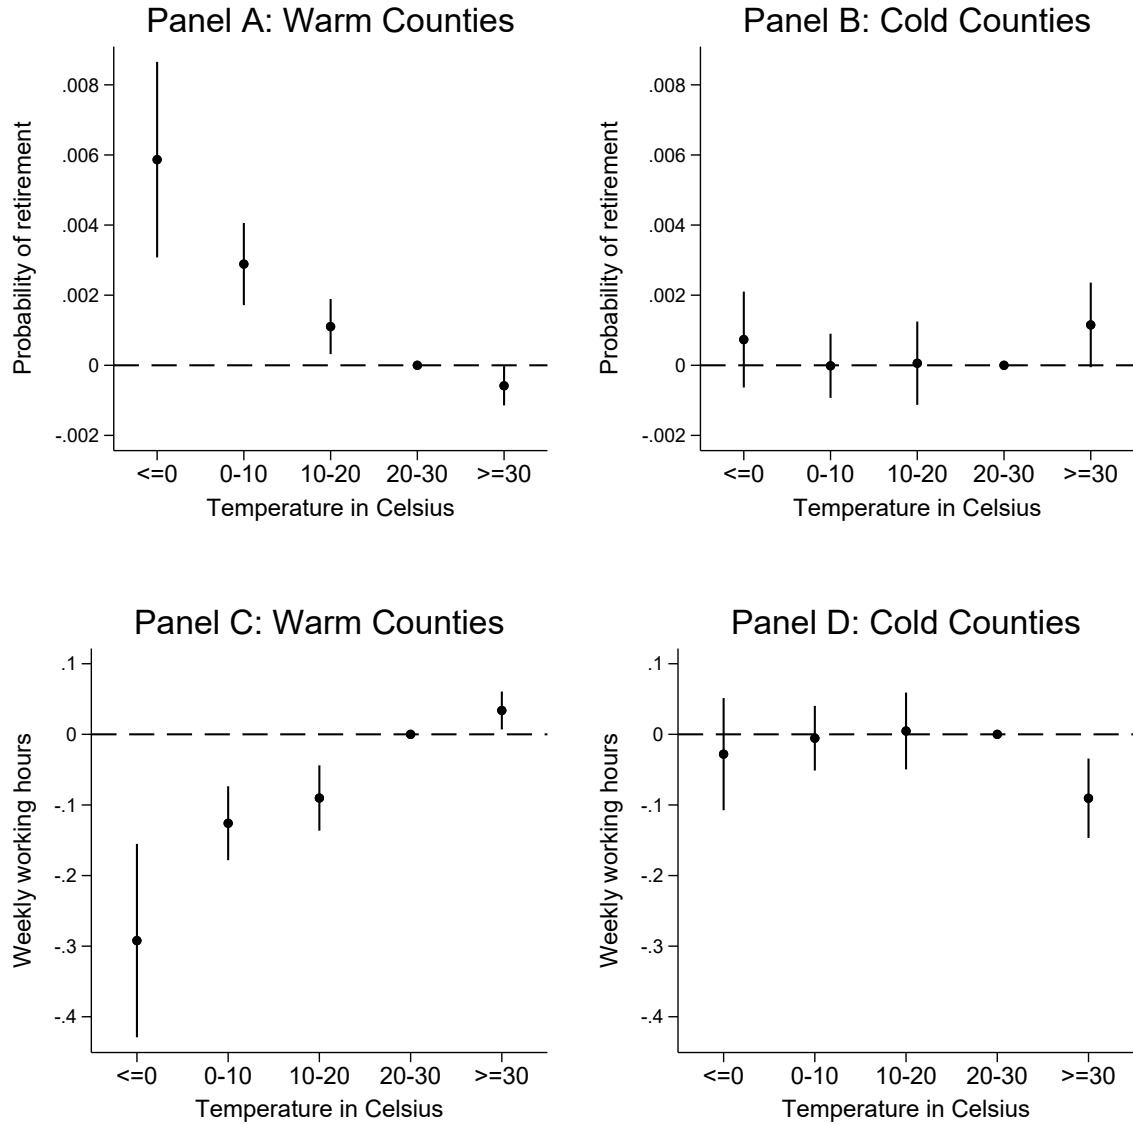 Panel A: Warm Counties
Probability of retirement
.008
.006
.004
.002
0
-.002
<=0 0-10 10-20 20-30 >=30
Temperature in Celsius
Panel B: Cold Counties
Probability of retirement
.008
.006
.004
.002
0
-.002
<=0 0-10 10-20 20-30 >=30
Temperature in Celsius
Panel C: Warm Counties
Weekly working hours
.1
0
-.1
-.2
-.3
-.4
<=0 0-10 10-20 20-30 >=30
Temperature in Celsius
Panel D: Cold Counties
Weekly working hours
.1
0
-.1
-.2
-.3
-.4
<=0 0-10 10-20 20-30 >=30
Temperature in Celsius